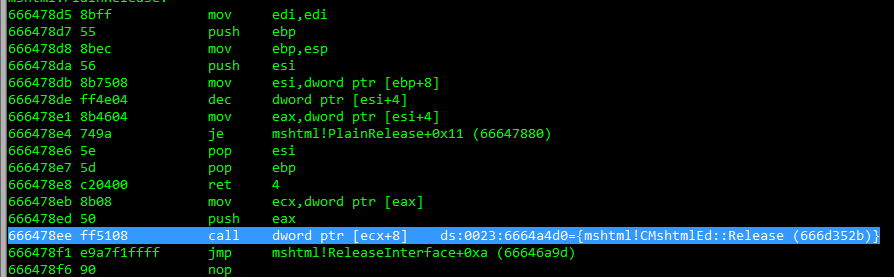 mshtml!PlainRelease:
666478d5 8bff mov edi,edi
666478d7 55 push ebp
666478d8 8bec mov ebp,esp
666478da 56 push esi
666478db 8b7508 mov esi,dword ptr [ebp+8]
666478de ff4e04 dec dword ptr [esi+4]
666478e1 8b4604 mov eax,dword ptr [esi+4]
666478e4 749a je mshtml!PlainRelease+0x11 (66647880)
666478e6 5e pop esi
666478e7 5d pop ebp
666478e8 c20400 ret 4
666478eb 8b08 mov ecx,dword ptr [eax]
666478ed 50 push eax
666478ee ff5108 call dword ptr [ecx+8] ds:0023:6664a4d0={mshtml!CMshtmlEd::Release (666d352b)}
666478f1 e9a7f1ffff jmp mshtml!ReleaseInterface+0xa (66646a9d)
666478f6 90 nop